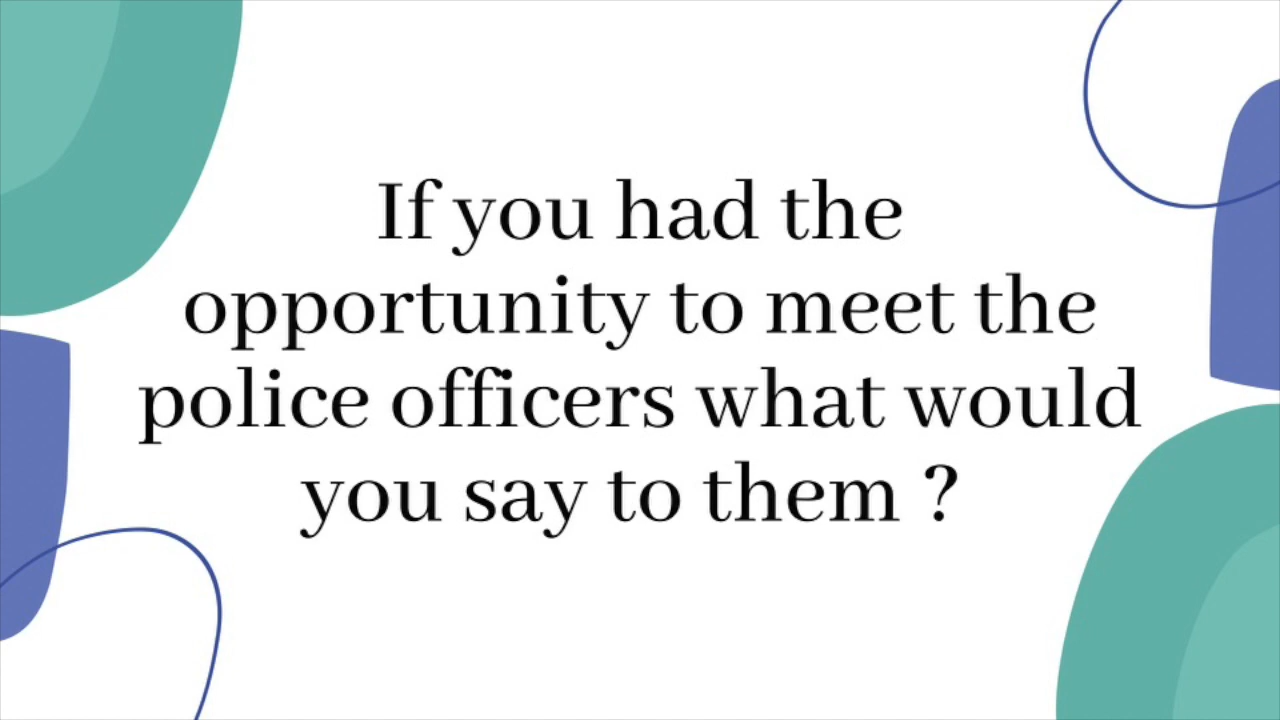 If you had the
opportunity to meet the
police officers what would
you say to them ?